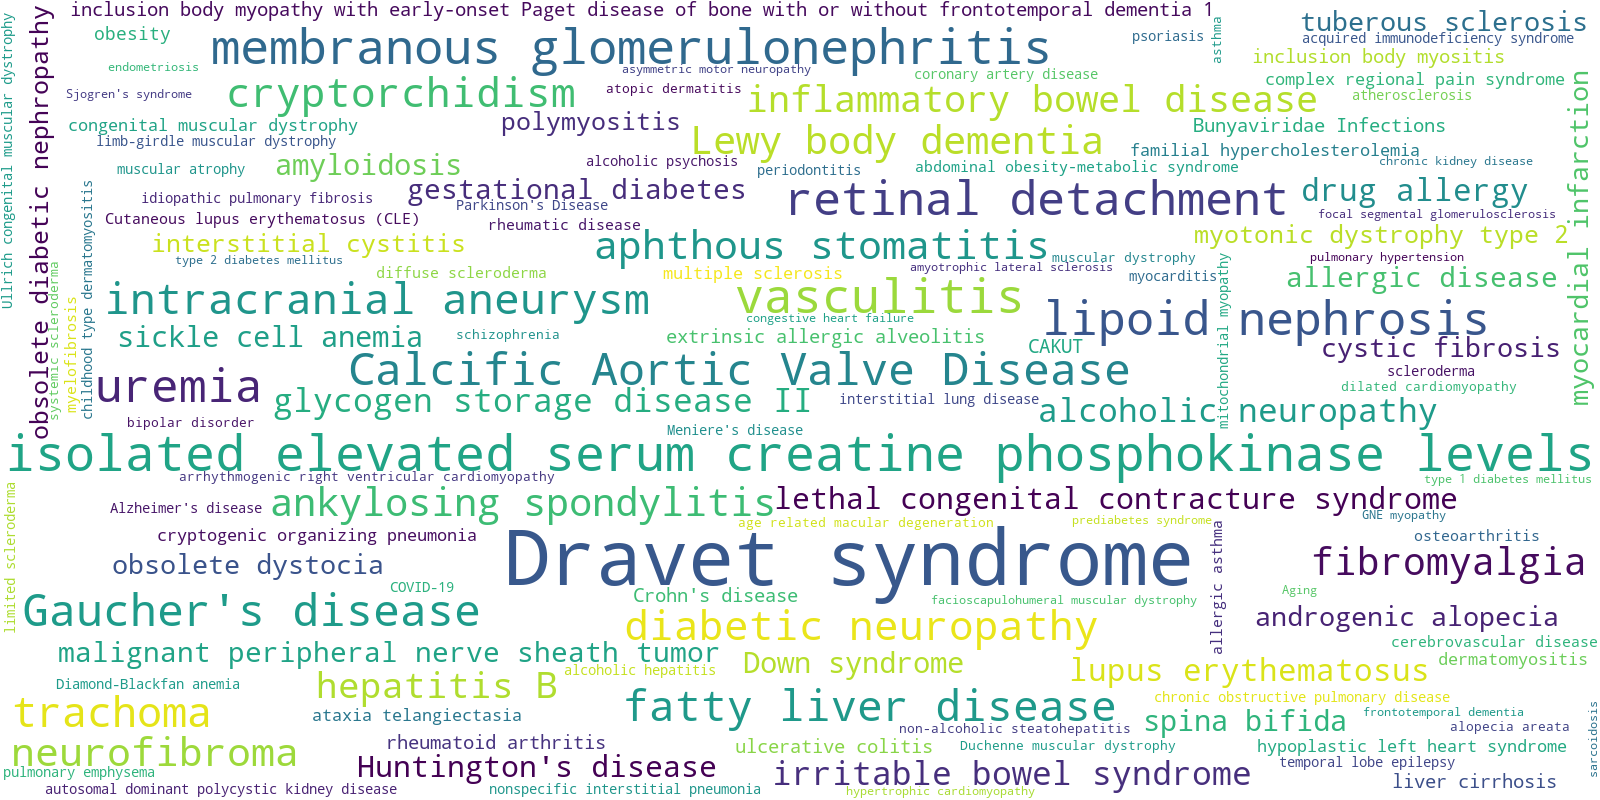 inclusion body myopathy with early-onset Paget disease of bone with or without frontotemporal dementia 1
tuberous sclerosis
obesity
membranous glomerulonephritis
psoriasis
asthma
acquired immunodeficiency syndrome
inclusion body myositis
endometriosis
asymmetric motor neuropathy
coronary artery disease
complex regional pain syndrome
Sjogren's syndrome
cryptorchidism
atopic dermatitis
inflammatory bowel disease
atherosclerosis
congenital muscular dystrophy
polymyositis
Lewy body dementia
Bunyaviridae Infections
limb-girdle muscular dystrophy
familial hypercholesterolemia
muscular atrophy
amyloidosis
alcoholic psychosis
periodontitis
abdominal obesity-metabolic syndrome
chronic kidney disease
Ullrich congenital muscular dystrophy
obsolete diabetic nephropathy
myocardial infarction
idiopathic pulmonary fibrosis
gestational diabetes
retinal detachment
drug allergy
Parkinson's Disease
Cutaneous lupus erythematosus (CLE)
rheumatic disease
focal segmental glomerulosclerosis
interstitial cystitis
aphthous stomatitis
myotonic dystrophy type 2
type 2 diabetes mellitus
muscular dystrophy
pulmonary hypertension
diffuse scleroderma
multiple sclerosis
amyotrophic lateral sclerosis
myocarditis
allergic disease
systemic scleroderma
myelofibrosis
childhood type dermatomyositis
mitochondrial myopathy
intracranial aneurysm
vasculitis
congestive heart failure
lipoid nephrosis
sickle cell anemia
schizophrenia
extrinsic allergic alveolitis
CAKUT
cystic fibrosis
Calcific Aortic Valve Disease
scleroderma
uremia
dilated cardiomyopathy
glycogen storage disease II
interstitial lung disease
alcoholic neuropathy
bipolar disorder
Meniere's disease
isolated elevated serum creatine phosphokinase levels
arrhythmogenic right ventricular cardiomyopathy
type 1 diabetes mellitus
limited scleroderma
Alzheimer's disease
ankylosing spondylitis
lethal congenital contracture syndrome
age related macular degeneration
prediabetes syndrome
GNE myopathy
cryptogenic organizing pneumonia
osteoarthritis
allergic asthma
obsolete dystocia
Dravet syndrome
fibromyalgia
COVID-19
Crohn's disease
facioscapulohumeral muscular dystrophy
Aging
Gaucher's disease
diabetic neuropathy
androgenic alopecia
malignant peripheral nerve sheath tumor
cerebrovascular disease
Down syndrome
alcoholic hepatitis
lupus erythematosus
dermatomyositis
Diamond-Blackfan anemia
hepatitis B
chronic obstructive pulmonary disease
trachoma
ataxia telangiectasia
fatty liver disease
frontotemporal dementia
non-alcoholic steatohepatitis
spina bifida
alopecia areata
sarcoidosis
neurofibroma
rheumatoid arthritis
ulcerative colitis
Duchenne muscular dystrophy
hypoplastic left heart syndrome
pulmonary emphysema
Huntington's disease
irritable bowel syndrome
temporal lobe epilepsy
liver cirrhosis
autosomal dominant polycystic kidney disease
nonspecific interstitial pneumonia
hypertrophic cardiomyopathy